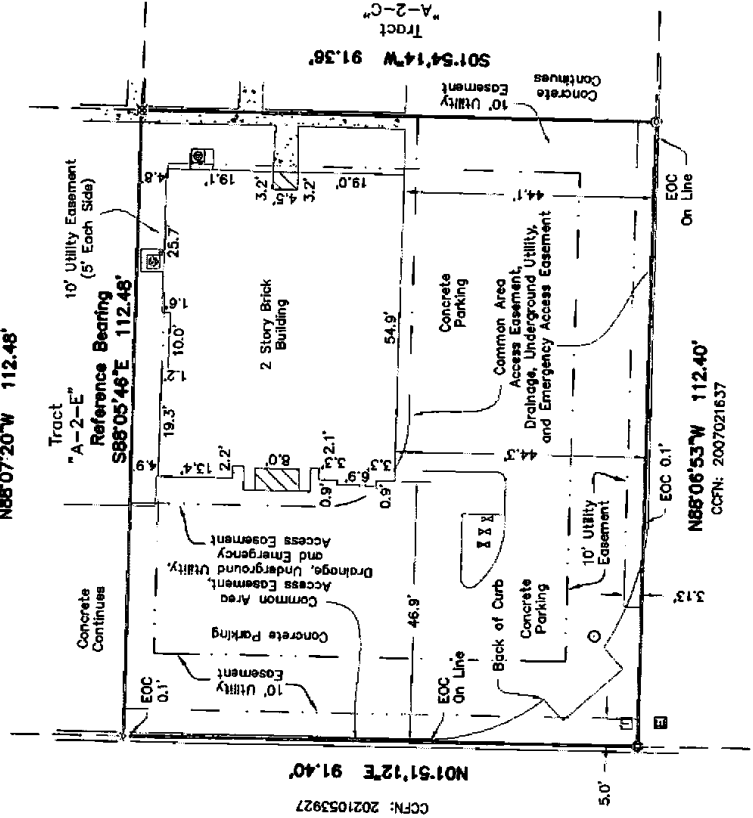 N88°07'20"W 112.48'
Tract
"A-2-E"
Reference Bearing
S88°05'46"E 112.48'
10' Utility Easement
(5' Each Side)
Tract
"A-2-C"
S01°54'14"W 91.36'
Concrete
Continues
10' Utility
Easement
EOC
On Line
Concrete
Continues
EOC
0.1'
10' Utility
Easement
Concrete Parking
Common Area
Access Easement,
Drainage, Underground Utility,
and Emergency
Access Easement
4.9'
19.3'
1.2'
10.0'
1.6'
25.7'
4.8'
19.1'
3.2'
4.5'
3.2'
19.0'
2 Story Brick
Building
13.4'
2.2'
8.0'
2.1'
3.3'
0.9'
6.9'
0.9'
3.3'
54.9'
44.1'
44.3'
46.9'
Concrete
Parking
Common Area
Access Easement,
Drainage, Underground Utility,
and Emergency Access Easement
EOC
On Line
Back of Curb
Concrete
Parking
10' Utility
Easement
EOC 0.1'
3.13'
5.0'
E
N01°51'12"E 91.40'
CCFN: 2021053927
N88°06'53"W 112.40'
CCFN: 2007021637